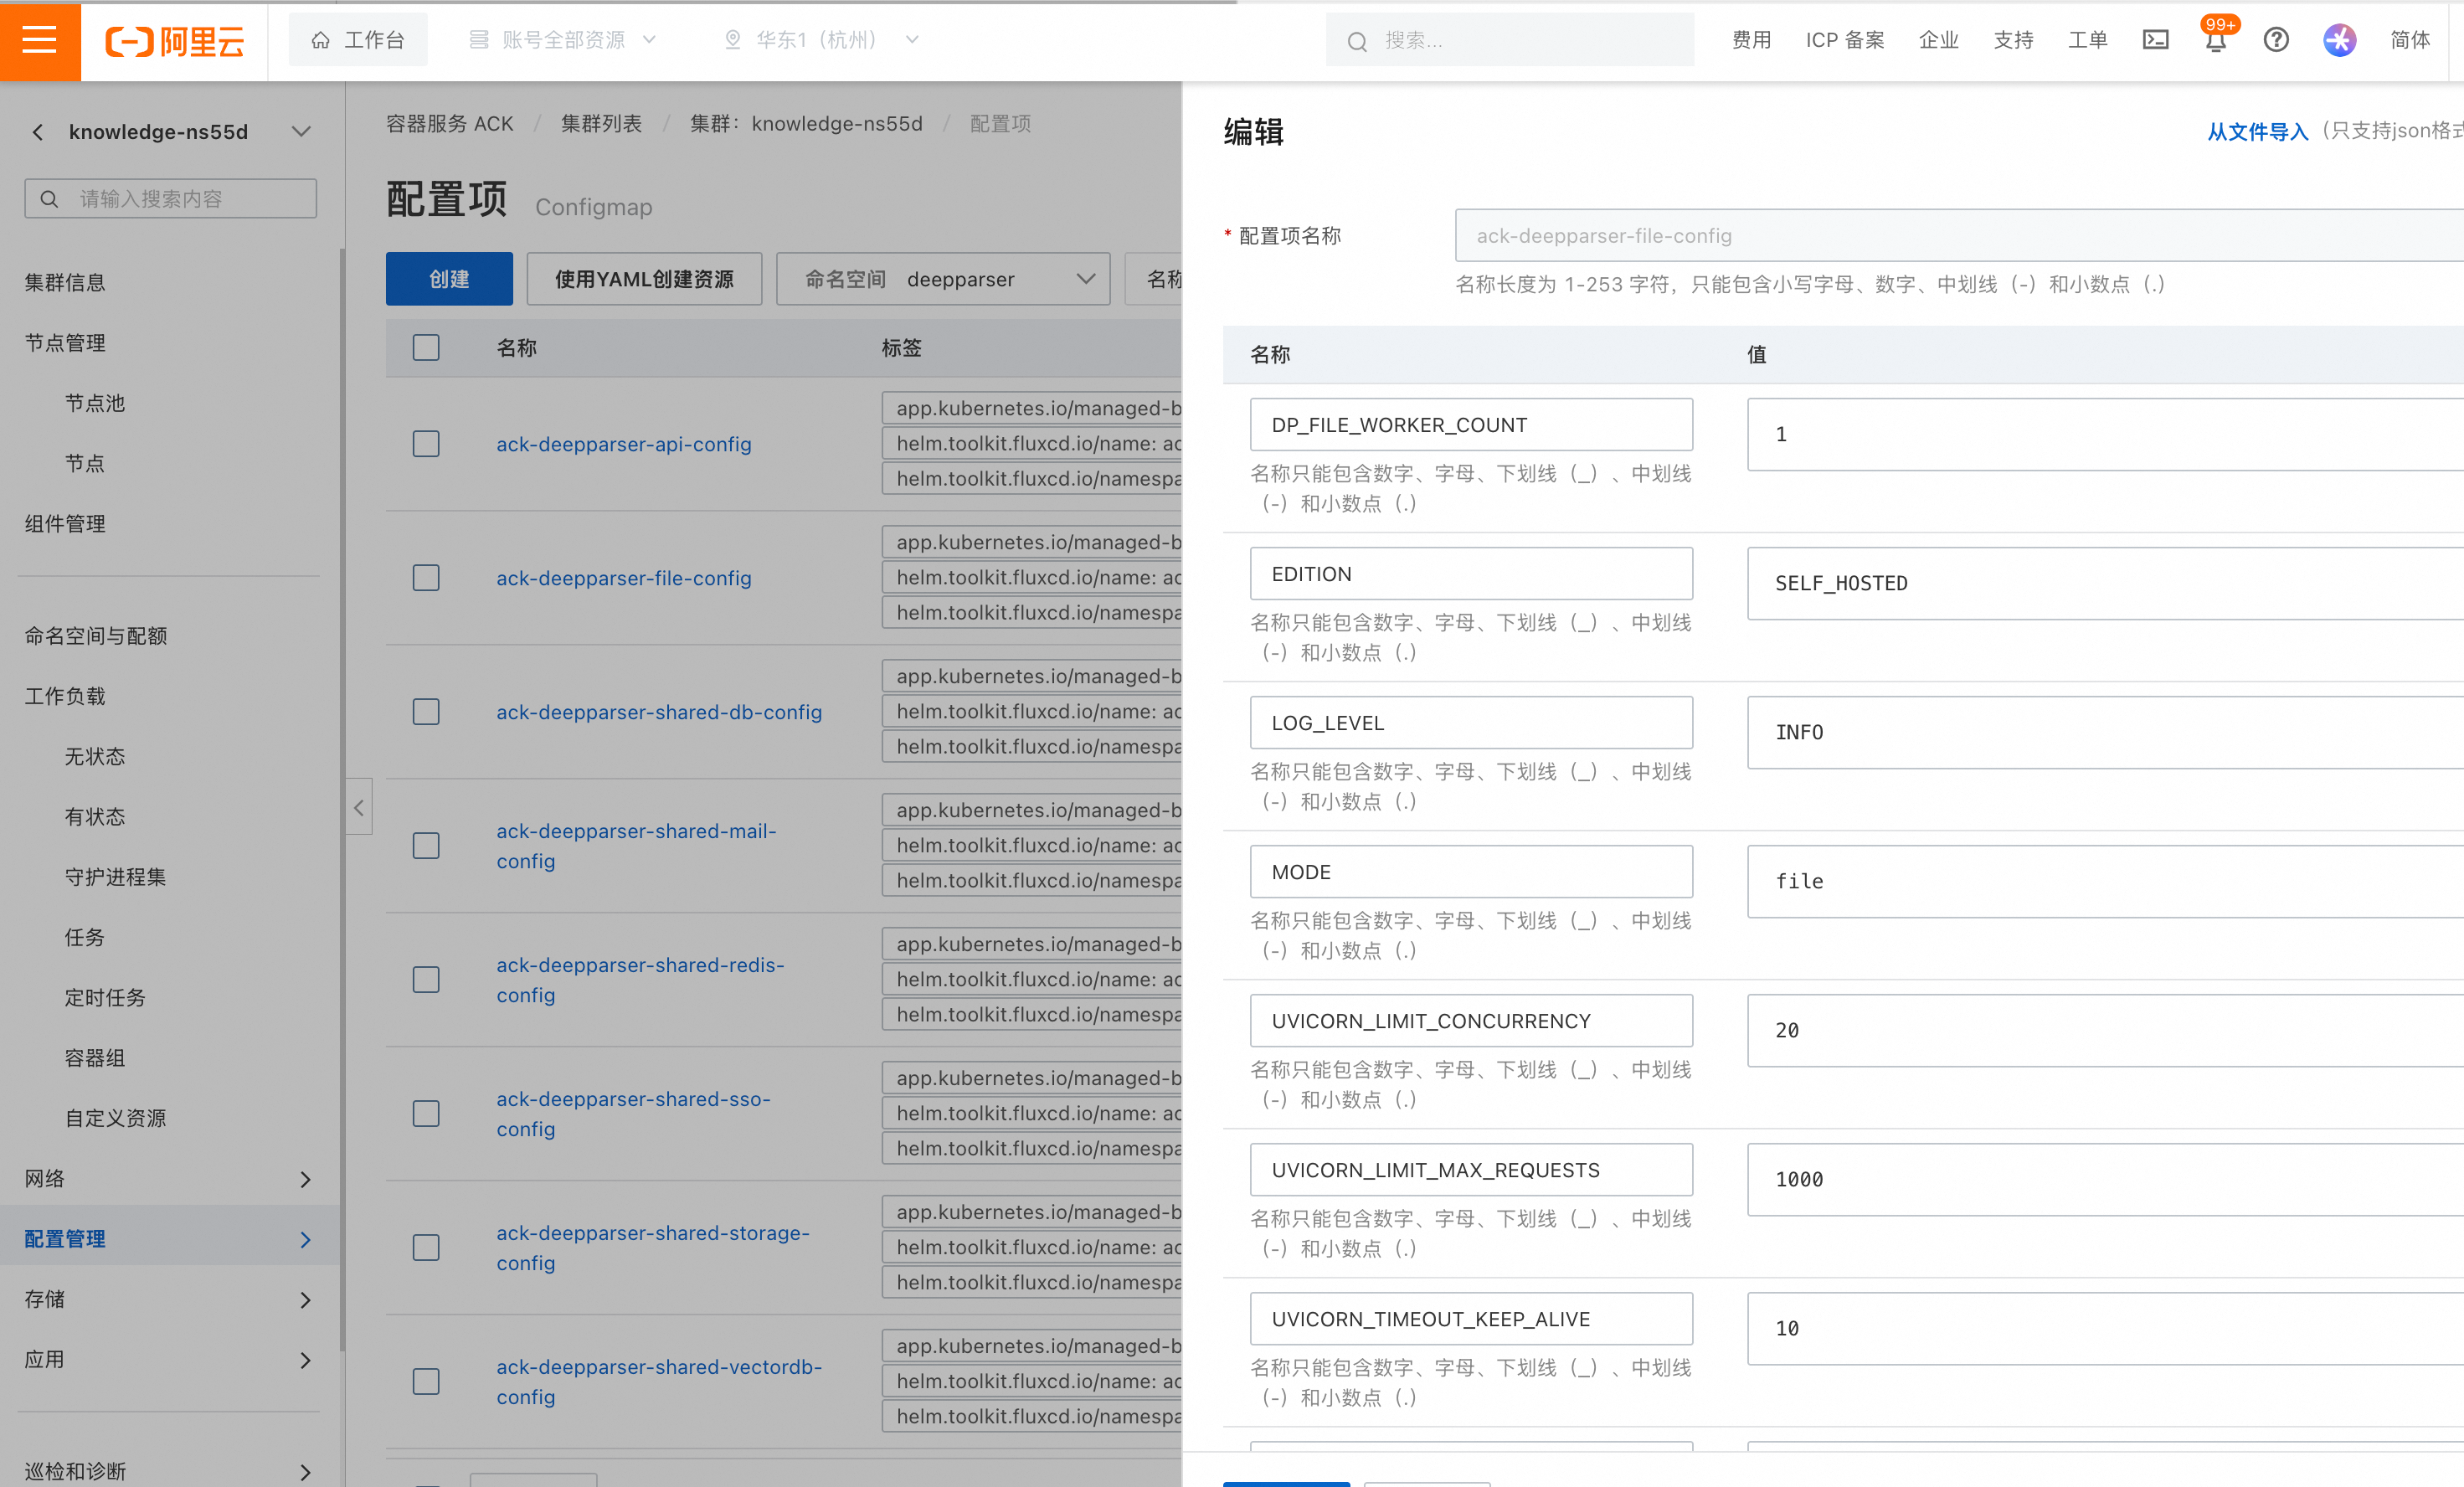 阿里云
工作台
账号全部资源
华东1（杭州）
搜索...
费用
ICP 备案
企业
支持
工单
99+
简体
knowledge-ns55d
请输入搜索内容
集群信息
节点管理
节点池
节点
组件管理
命名空间与配额
工作负载
无状态
有状态
守护进程集
任务
定时任务
容器组
自定义资源
网络
配置管理
存储
应用
巡检和诊断
容器服务 ACK / 集群列表 / 集群：knowledge-ns55d / 配置项
配置项 Configmap
创建
使用YAML创建资源
命名空间 deepparser
名称
名称 标签
ack-deepparser-api-config
app.kubernetes.io/managed-b
helm.toolkit.fluxcd.io/name: ac
helm.toolkit.fluxcd.io/namespa
ack-deepparser-file-config
app.kubernetes.io/managed-b
helm.toolkit.fluxcd.io/name: ac
helm.toolkit.fluxcd.io/namespa
ack-deepparser-shared-db-config
app.kubernetes.io/managed-b
helm.toolkit.fluxcd.io/name: ac
helm.toolkit.fluxcd.io/namespa
ack-deepparser-shared-mail-
config
app.kubernetes.io/managed-b
helm.toolkit.fluxcd.io/name: ac
helm.toolkit.fluxcd.io/namespa
ack-deepparser-shared-redis-
config
app.kubernetes.io/managed-b
helm.toolkit.fluxcd.io/name: ac
helm.toolkit.fluxcd.io/namespa
ack-deepparser-shared-sso-
config
app.kubernetes.io/managed-b
helm.toolkit.fluxcd.io/name: ac
helm.toolkit.fluxcd.io/namespa
ack-deepparser-shared-storage-
config
app.kubernetes.io/managed-b
helm.toolkit.fluxcd.io/name: ac
helm.toolkit.fluxcd.io/namespa
ack-deepparser-shared-vectordb-
config
app.kubernetes.io/managed-b
helm.toolkit.fluxcd.io/name: ac
helm.toolkit.fluxcd.io/namespa
编辑
从文件导入（只支持json格式
* 配置项名称
ack-deepparser-file-config
名称长度为 1-253 字符，只能包含小写字母、数字、中划线（-）和小数点（.）
名称 值
DP_FILE_WORKER_COUNT
1
名称只能包含数字、字母、下划线（_）、中划线
（-）和小数点（.）
EDITION
SELF_HOSTED
名称只能包含数字、字母、下划线（_）、中划线
（-）和小数点（.）
LOG_LEVEL
INFO
名称只能包含数字、字母、下划线（_）、中划线
（-）和小数点（.）
MODE
file
名称只能包含数字、字母、下划线（_）、中划线
（-）和小数点（.）
UVICORN_LIMIT_CONCURRENCY
20
名称只能包含数字、字母、下划线（_）、中划线
（-）和小数点（.）
UVICORN_LIMIT_MAX_REQUESTS
1000
名称只能包含数字、字母、下划线（_）、中划线
（-）和小数点（.）
UVICORN_TIMEOUT_KEEP_ALIVE
10
名称只能包含数字、字母、下划线（_）、中划线
（-）和小数点（.）